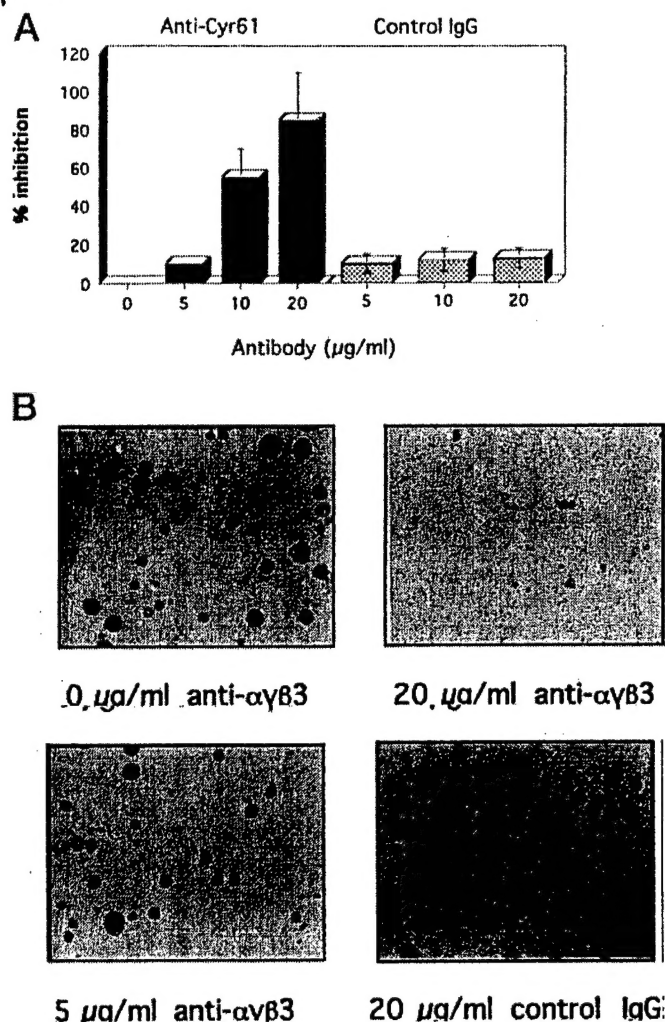 A
Anti-Cyr61 Control IgG
120
100
80
60
40
20
0
% inhibition
0 5 10 20 5 10 20
Antibody (µg/ml)
B
0 µg/ml anti-αγβ3
20 µg/ml anti-αγβ3
5 µg/ml anti-αvβ3
20 µg/ml control IgG